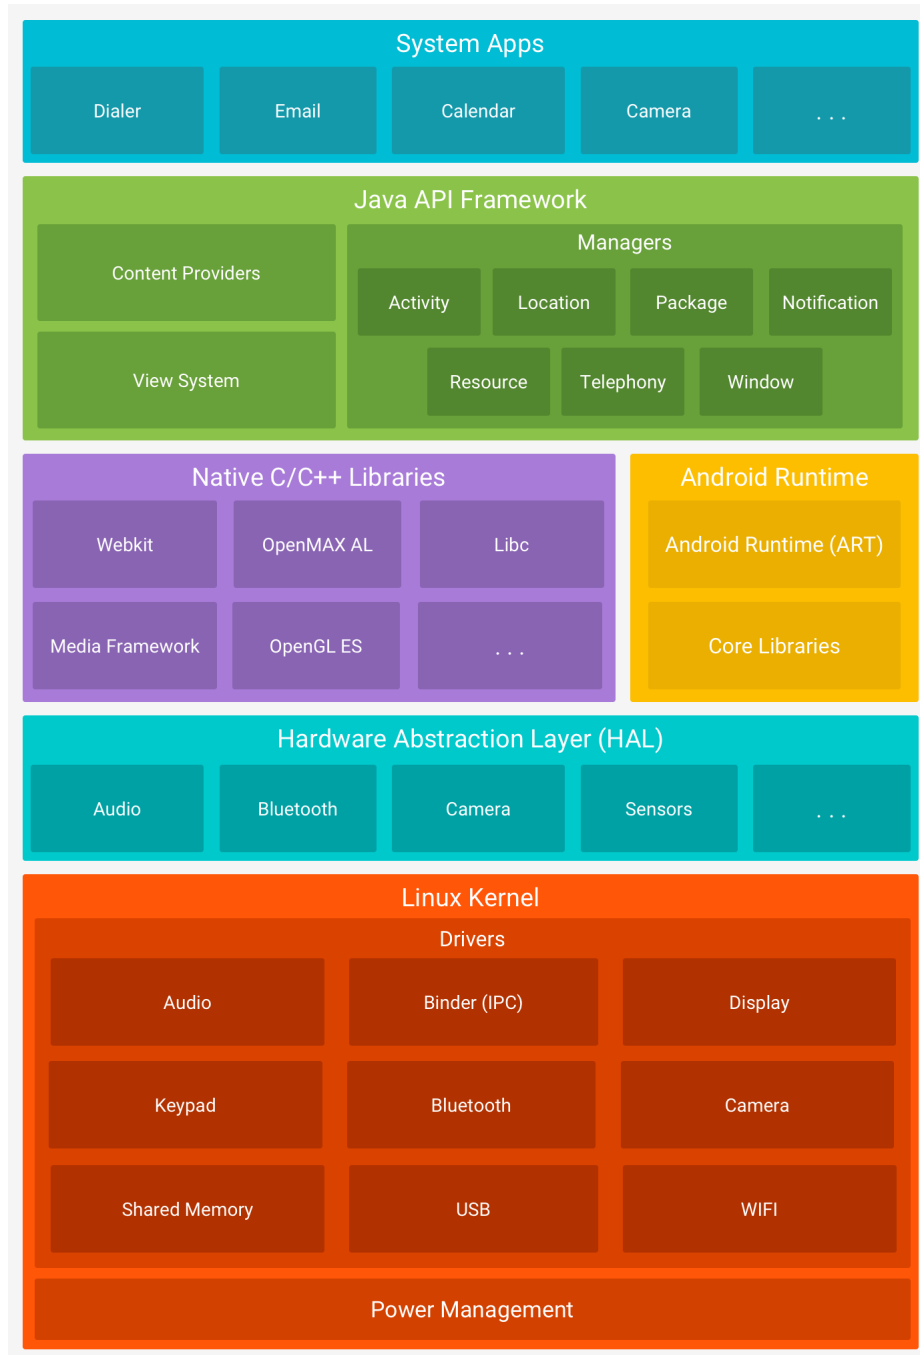 System Apps
Dialer
Email
Calendar
Camera
. . .
Java API Framework
Content Providers
View System
Managers
Activity
Location
Package
Notification
Resource
Telephony
Window
Native C/C++ Libraries
Webkit
OpenMAX AL
Libc
Media Framework
OpenGL ES
. . .
Android Runtime
Android Runtime (ART)
Core Libraries
Hardware Abstraction Layer (HAL)
Audio
Bluetooth
Camera
Sensors
. . .
Linux Kernel
Drivers
Audio
Binder (IPC)
Display
Keypad
Bluetooth
Camera
Shared Memory
USB
WIFI
Power Management